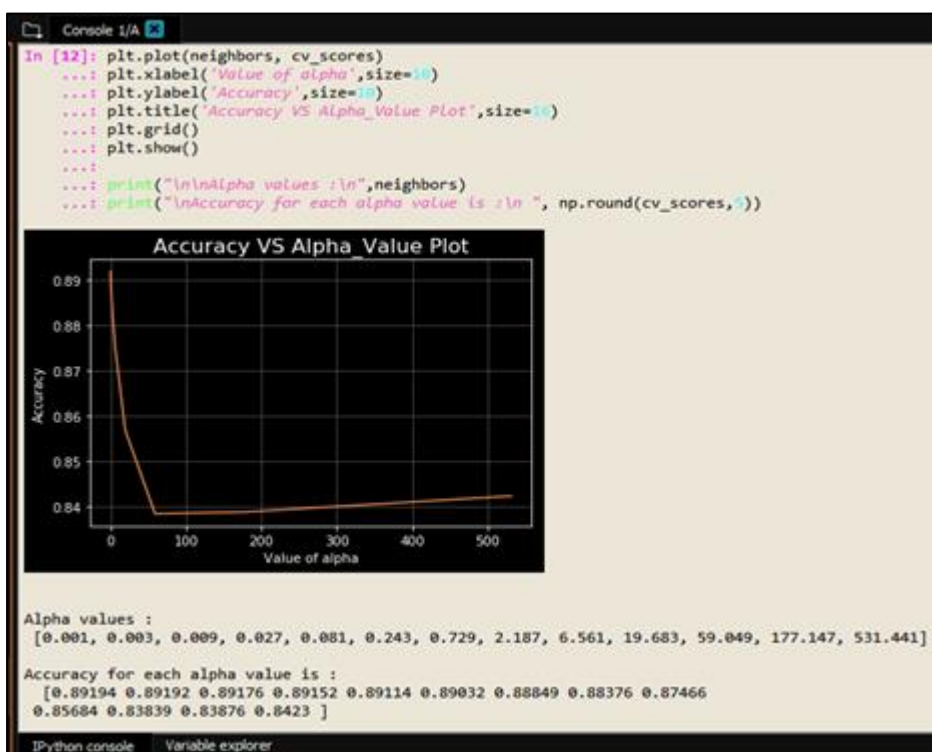 Console 1/A
In [12]: plt.plot(neighbors, cv_scores)
...: plt.xlabel('Value of alpha',size=10)
...: plt.ylabel('Accuracy',size=10)
...: plt.title('Accuracy VS Alpha_Value Plot',size=16)
...: plt.grid()
...: plt.show()
...:
...: print("\n\nAlpha values :\n",neighbors)
...: print("\nAccuracy for each alpha value is :\n ", np.round(cv_scores,5))
Accuracy VS Alpha_Value Plot
0.89
0.88
0.87
0.86
0.85
0.84
Accuracy
0 100 200 300 400 500
Value of alpha
Alpha values :
[0.001, 0.003, 0.009, 0.027, 0.081, 0.243, 0.729, 2.187, 6.561, 19.683, 59.049, 177.147, 531.441]
Accuracy for each alpha value is :
[0.89194 0.89192 0.89176 0.89152 0.89114 0.89032 0.88849 0.88376 0.87466
0.85684 0.83839 0.83876 0.8423 ]
IPython console Variable explorer